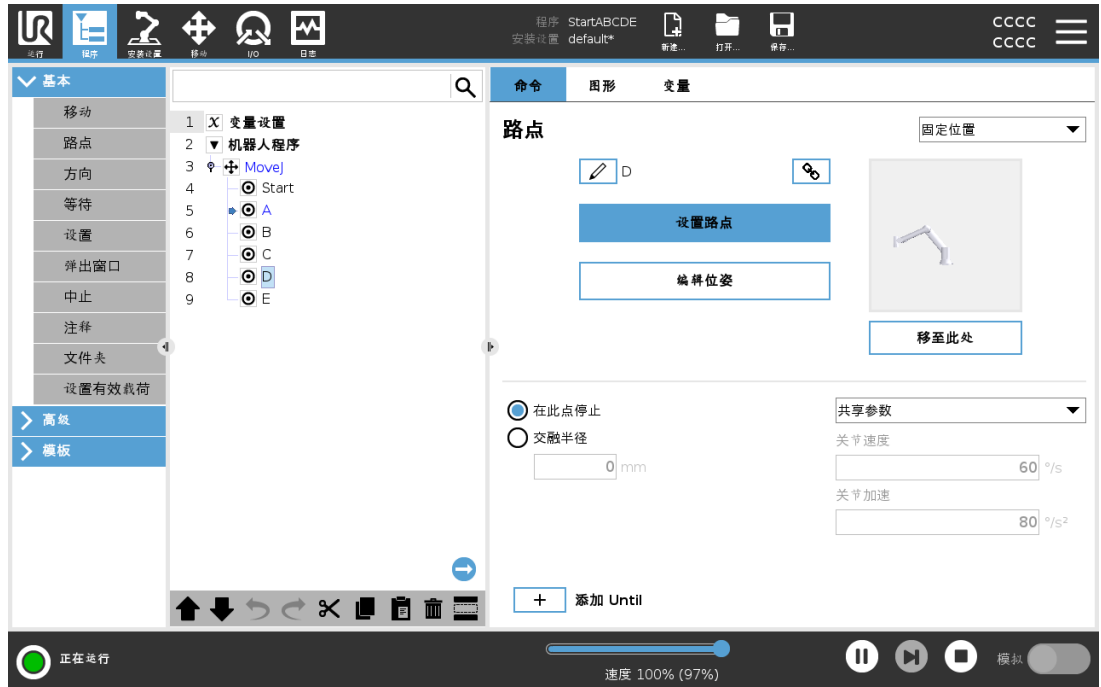 程序 StartABCDE
安装设置 default*
CCCC
CCCC
运行
程序
安装设置
移动
I/O
日志
新建...
打开...
保存...
基本
移动
路点
方向
等待
设置
弹出窗口
中止
注释
文件夹
设置有效载荷
高级
模板
1 X 变量设置
2 ▼ 机器人程序
3 MoveJ
4 Start
5 A
6 B
7 C
8 D
9 E
命令
图形
变量
路点
固定位置
D
设置路点
编辑位姿
移至此处
在此点停止
交融半径
0 mm
共享参数
关节速度
60 °/s
关节加速
80 °/s²
+ 添加 Until
正在运行
速度 100% (97%)
模拟